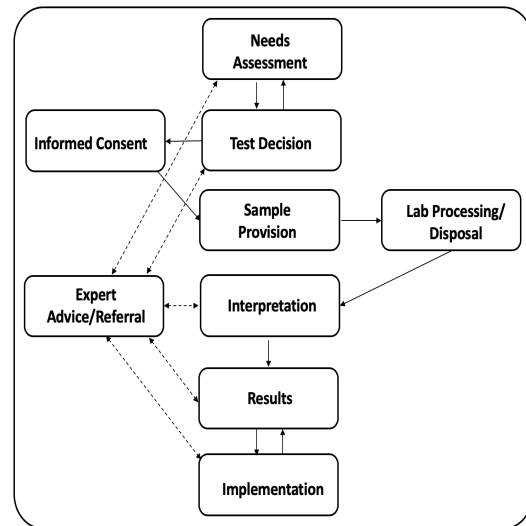 Needs
Assessment
Informed Consent
Test Decision
Sample
Provision
Lab Processing/
Disposal
Expert
Advice/Referral
Interpretation
Results
Implementation